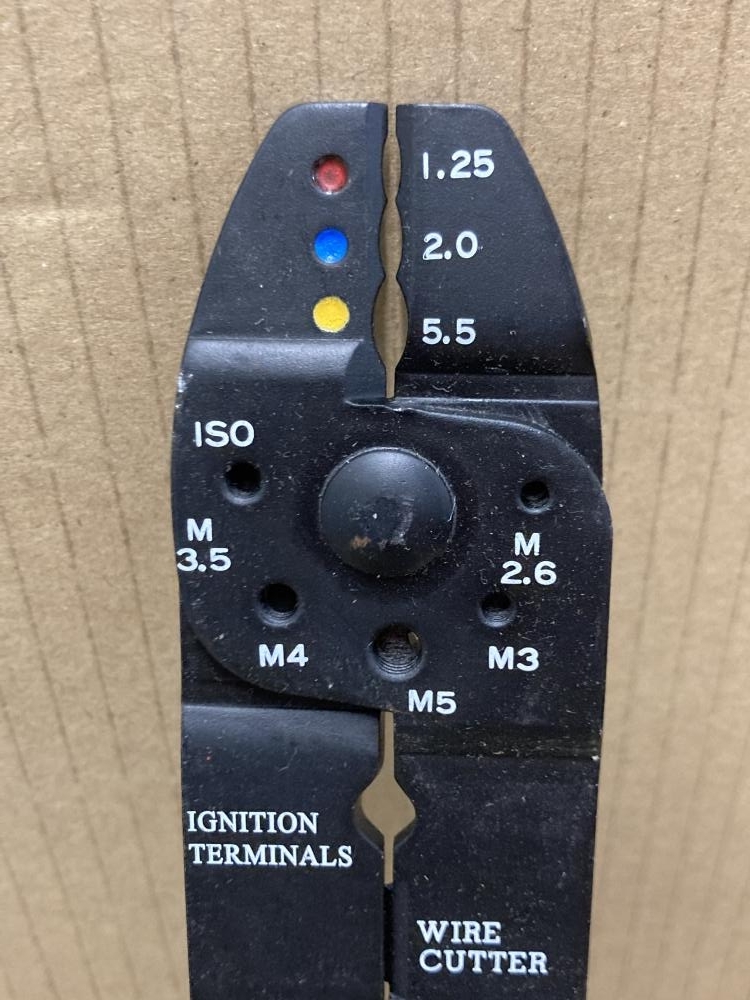 1.25
2.0
5.5
ISO
M
3.5
M
2.6
M4
M3
M5
IGNITION
TERMINALS
WIRE
CUTTER